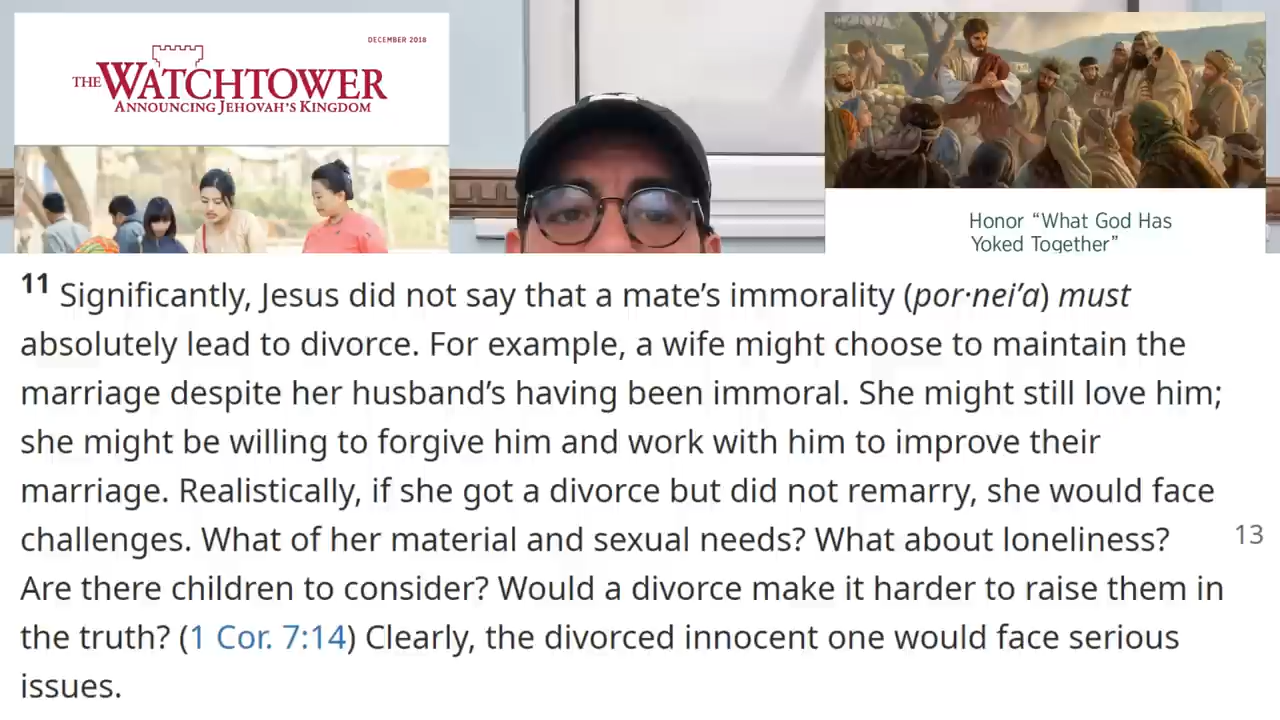 DECEMBER 2018
THE WATCHTOWER
ANNOUNCING JEHOVAH'S KINGDOM
Honor “What God Has
Yoked Together”
11 Significantly, Jesus did not say that a mate’s immorality (por·nei′a) must
absolutely lead to divorce. For example, a wife might choose to maintain the
marriage despite her husband’s having been immoral. She might still love him;
she might be willing to forgive him and work with him to improve their
marriage. Realistically, if she got a divorce but did not remarry, she would face
challenges. What of her material and sexual needs? What about loneliness?
13
Are there children to consider? Would a divorce make it harder to raise them in
the truth? (1 Cor. 7:14) Clearly, the divorced innocent one would face serious
issues.